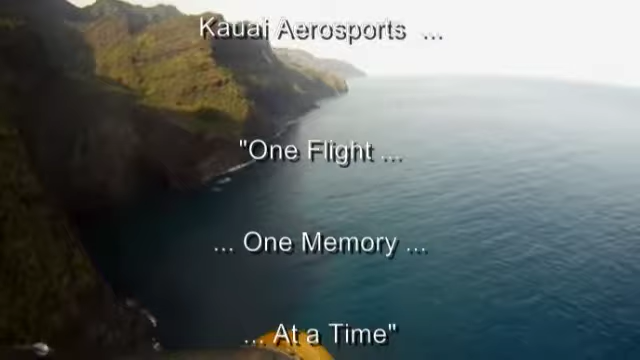 Kauai Aerosports ...
"One Flight ...
... One Memory ...
... At a Time"